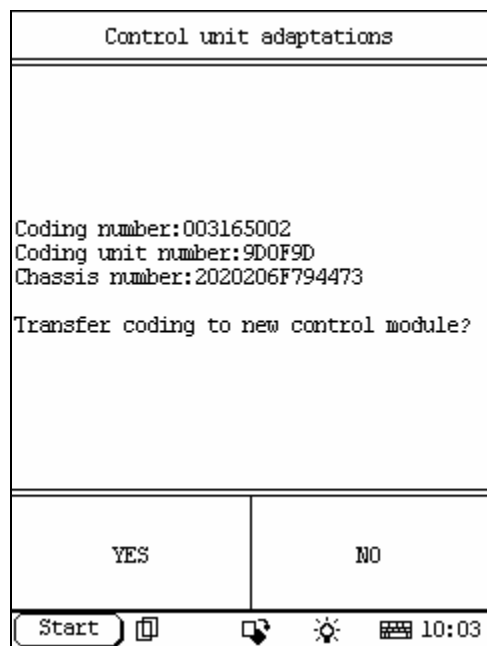 Control unit adaptations
Coding number:003165002
Coding unit number:9D0F9D
Chassis number:2020206F794473
Transfer coding to new control module?
YES
NO
Start
10:03